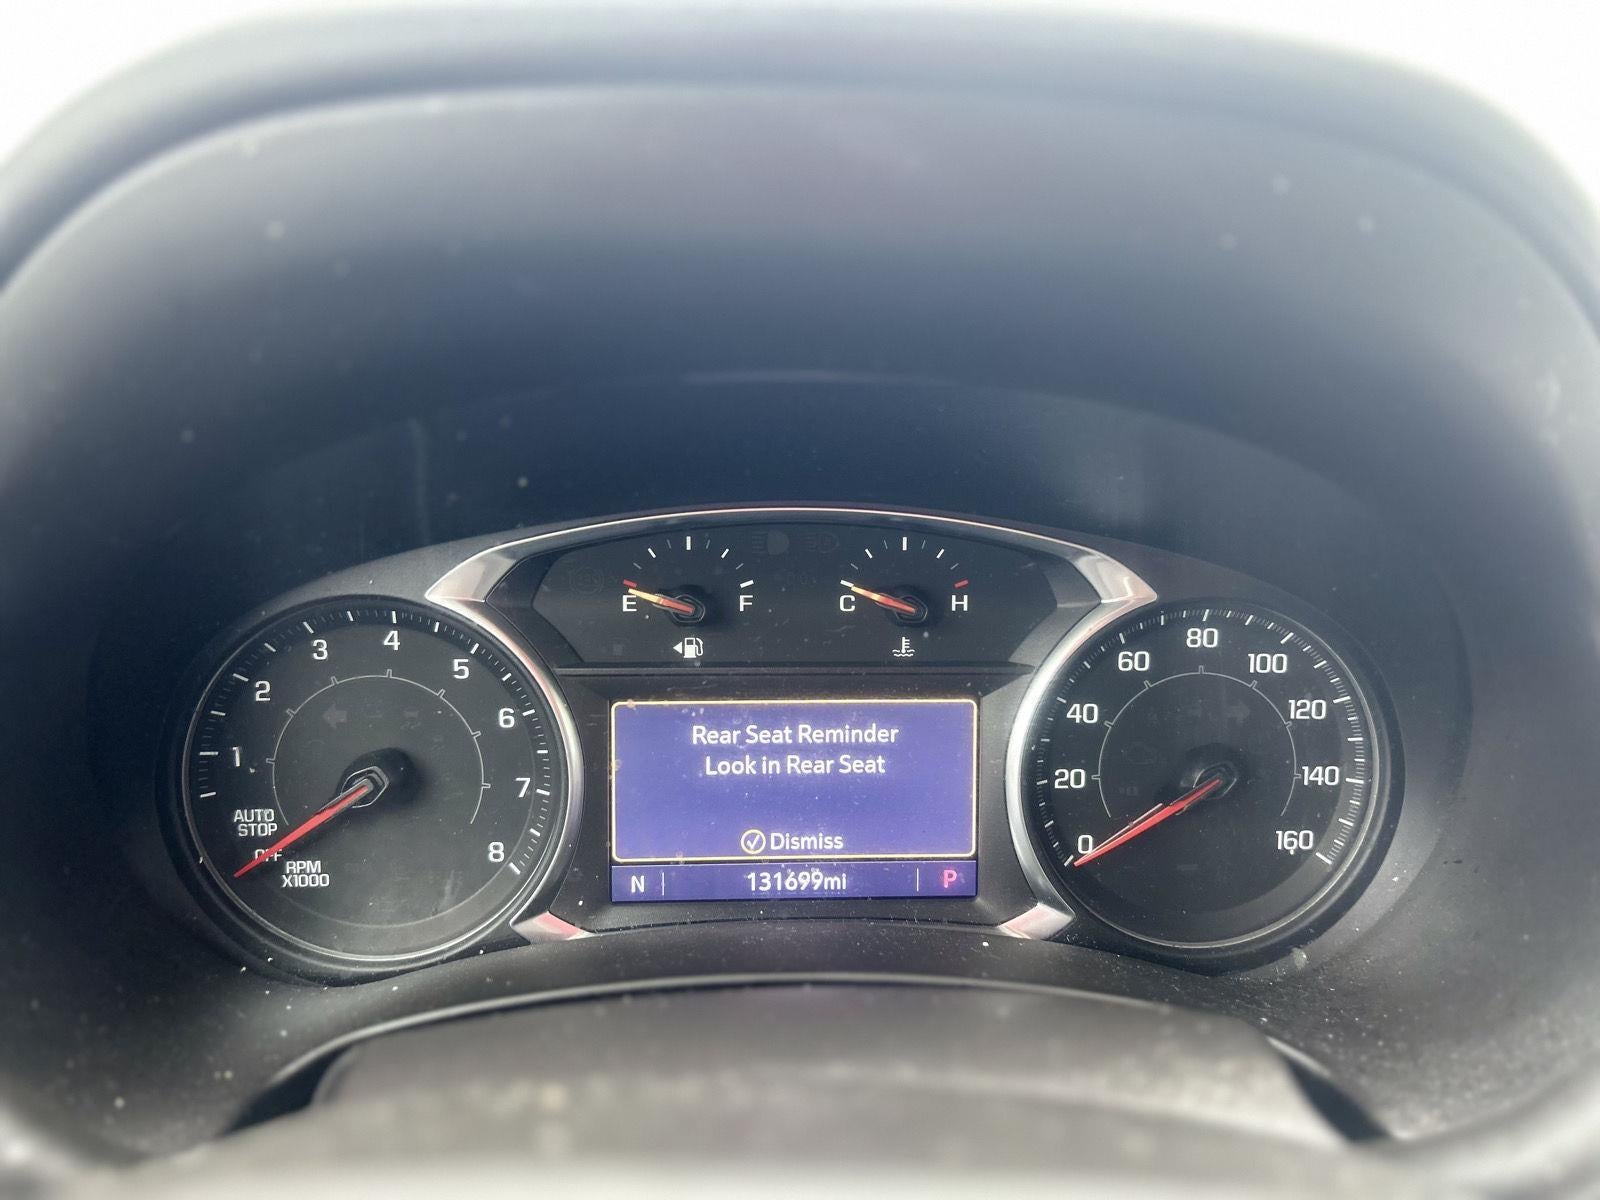 E F
C H
1
2
3
4
5
6
7
8
AUTO
STOP
OFF
RPM
X1000
Rear Seat Reminder
Look in Rear Seat
Dismiss
N 131699mi P
0
20
40
60
80
100
120
140
160